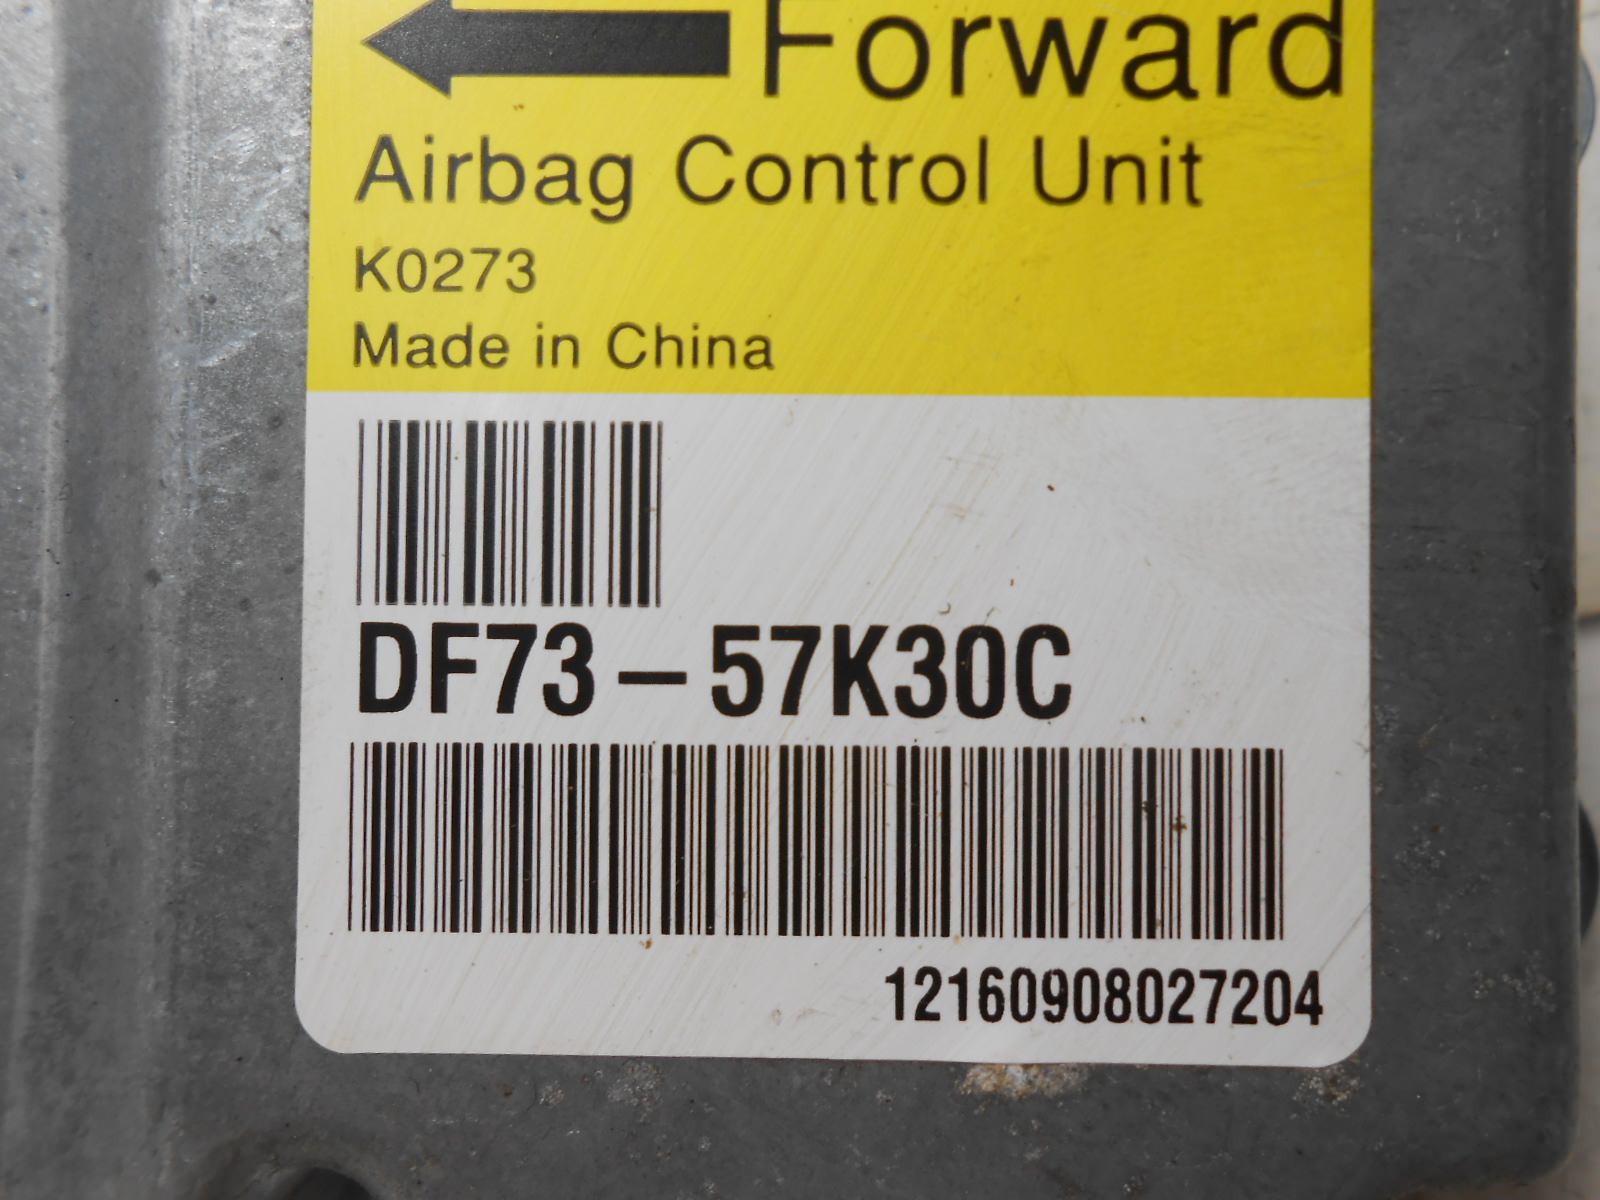 Forward
Airbag Control Unit
K0273
Made in China
DF73-57K30C
12160908027204